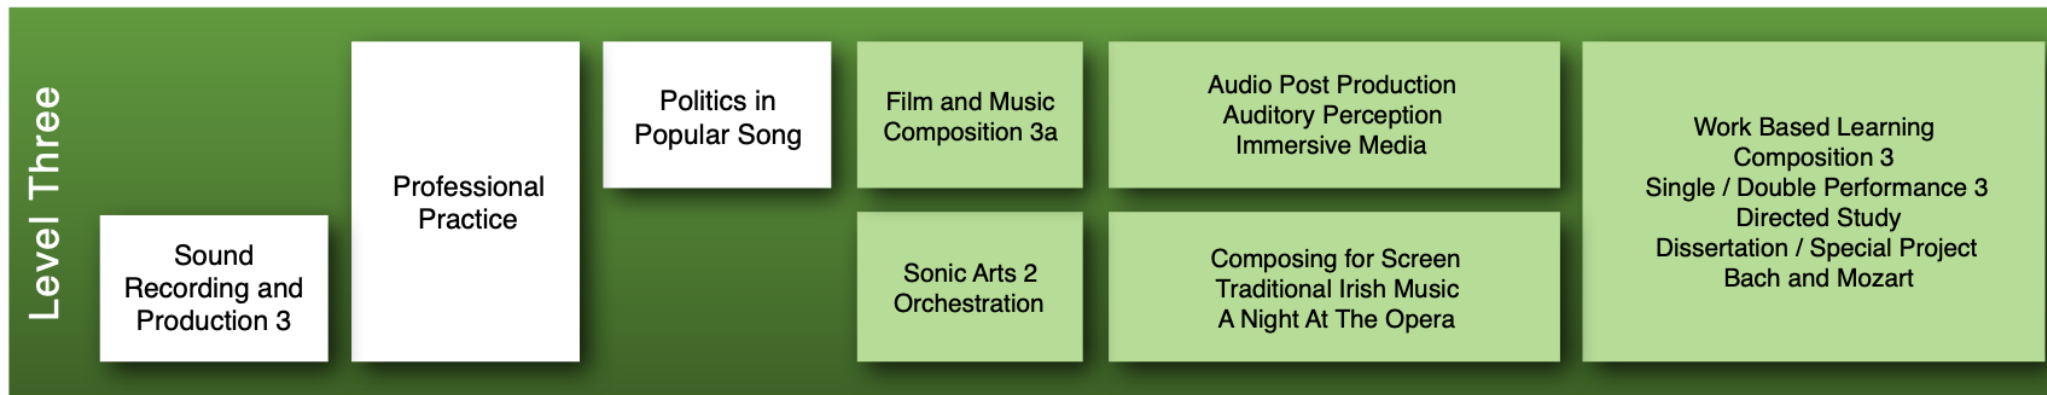 Level Three
Sound
Recording and
Production 3
Professional
Practice
Politics in
Popular Song
Film and Music
Composition 3a
Sonic Arts 2
Orchestration
Audio Post Production
Auditory Perception
Immersive Media
Composing for Screen
Traditional Irish Music
A Night At The Opera
Work Based Learning
Composition 3
Single / Double Performance 3
Directed Study
Dissertation / Special Project
Bach and Mozart